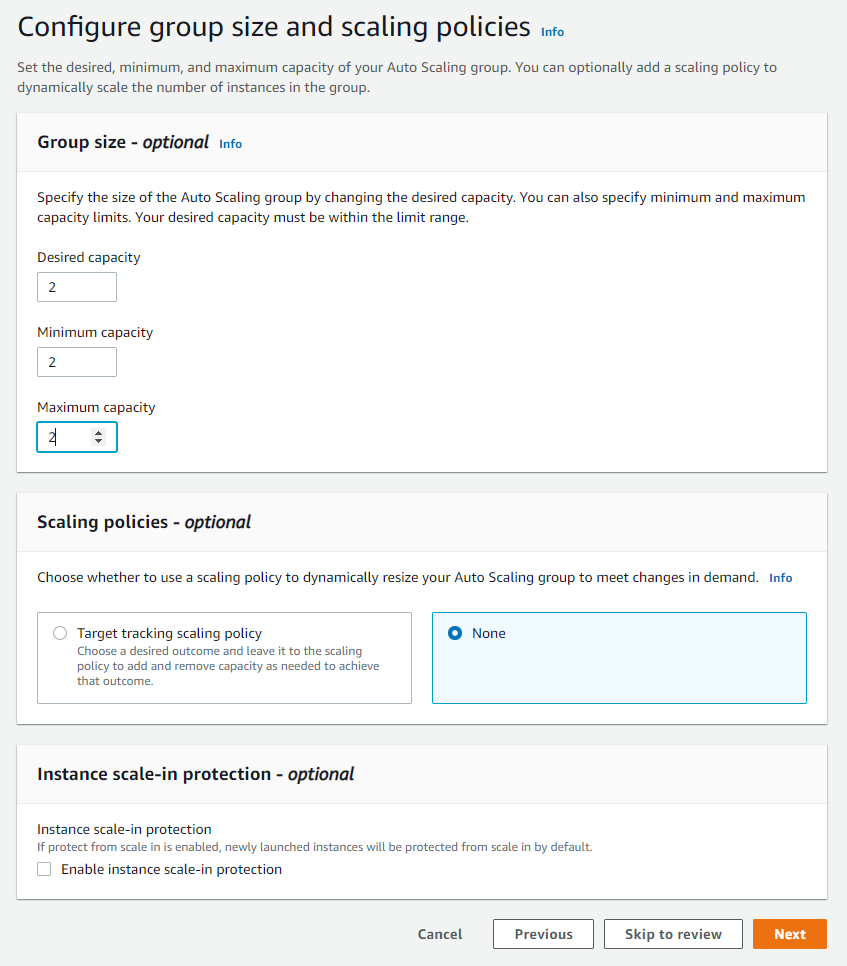 Configure group size and scaling policies Info
Set the desired, minimum, and maximum capacity of your Auto Scaling group. You can optionally add a scaling policy to
dynamically scale the number of instances in the group.
Group size - optional Info
Specify the size of the Auto Scaling group by changing the desired capacity. You can also specify minimum and maximum
capacity limits. Your desired capacity must be within the limit range.
Desired capacity
2
Minimum capacity
2
Maximum capacity
2
Scaling policies - optional
Choose whether to use a scaling policy to dynamically resize your Auto Scaling group to meet changes in demand. Info
Target tracking scaling policy
Choose a desired outcome and leave it to the scaling
policy to add and remove capacity as needed to achieve
that outcome.
None
Instance scale-in protection - optional
Instance scale-in protection
If protect from scale in is enabled, newly launched instances will be protected from scale in by default.
Enable instance scale-in protection
Cancel Previous Skip to review Next